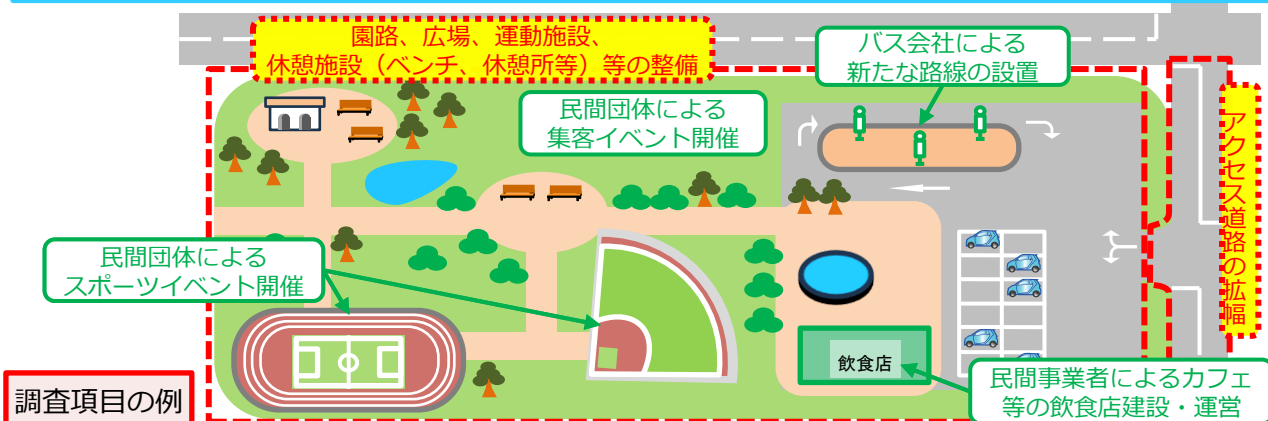 園路、広場、運動施設、
休憩施設（ベンチ、休憩所等）等の整備
バス会社による
新たな路線の設置
民間団体による
集客イベント開催
アクセス道路の拡幅
民間団体による
スポーツイベント開催
飲食店
民間事業者によるカフェ
等の飲食店建設・運営
調査項目の例